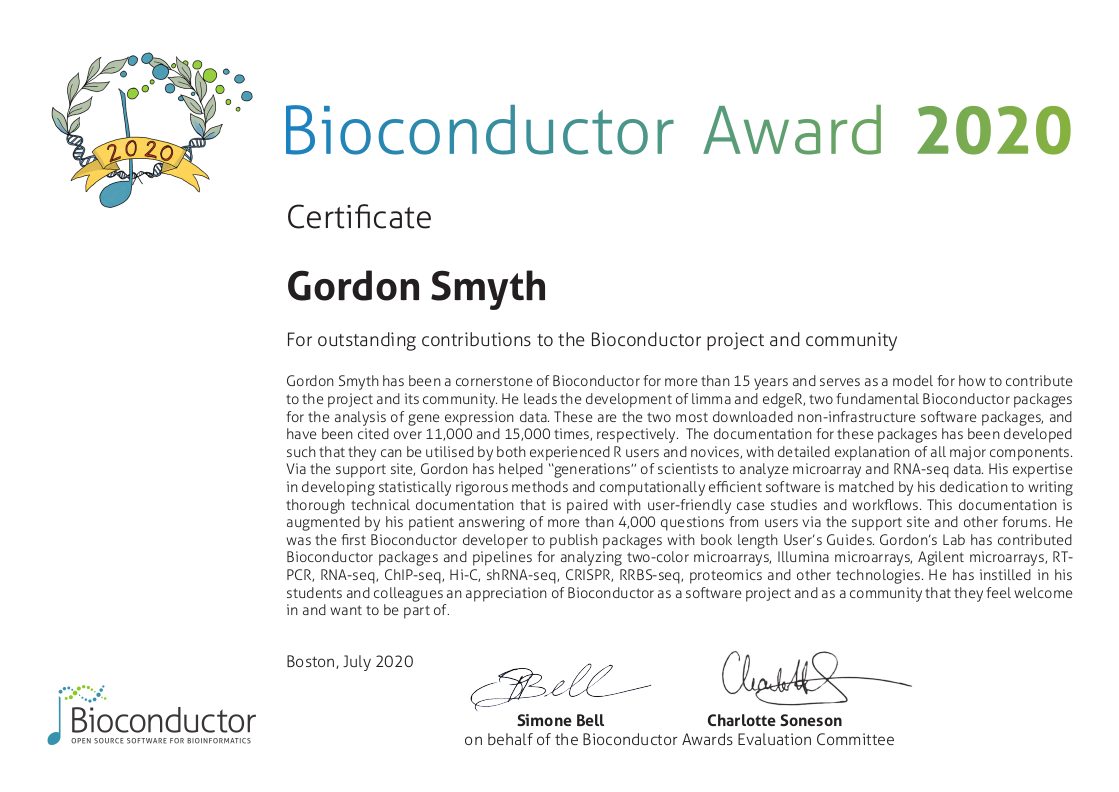 2020
Bioconductor Award 2020
Certificate
Gordon Smyth
For outstanding contributions to the Bioconductor project and community
Gordon Smyth has been a cornerstone of Bioconductor for more than 15 years and serves as a model for how to contribute
to the project and its community. He leads the development of limma and edgeR, two fundamental Bioconductor packages
for the analysis of gene expression data. These are the two most downloaded non-infrastructure software packages, and
have been cited over 11,000 and 15,000 times, respectively.  The documentation for these packages has been developed
such that they can be utilised by both experienced R users and novices, with detailed explanation of all major components.
Via the support site, Gordon has helped “generations” of scientists to analyze microarray and RNA-seq data. His expertise
in developing statistically rigorous methods and computationally efficient software is matched by his dedication to writing
thorough technical documentation that is paired with user-friendly case studies and workflows. This documentation is
augmented by his patient answering of more than 4,000 questions from users via the support site and other forums. He
was the first Bioconductor developer to publish packages with book length User’s Guides. Gordon’s Lab has contributed
Bioconductor packages and pipelines for analyzing two-color microarrays, Illumina microarrays, Agilent microarrays, RT-
PCR, RNA-seq, ChIP-seq, Hi-C, shRNA-seq, CRISPR, RRBS-seq, proteomics and other technologies. He has instilled in his
students and colleagues an appreciation of Bioconductor as a software project and as a community that they feel welcome
in and want to be part of.
Boston, July 2020
SBell
Charlotte S
Simone Bell
Charlotte Soneson
on behalf of the Bioconductor Awards Evaluation Committee
Bioconductor
OPEN SOURCE SOFTWARE FOR BIOINFORMATICS